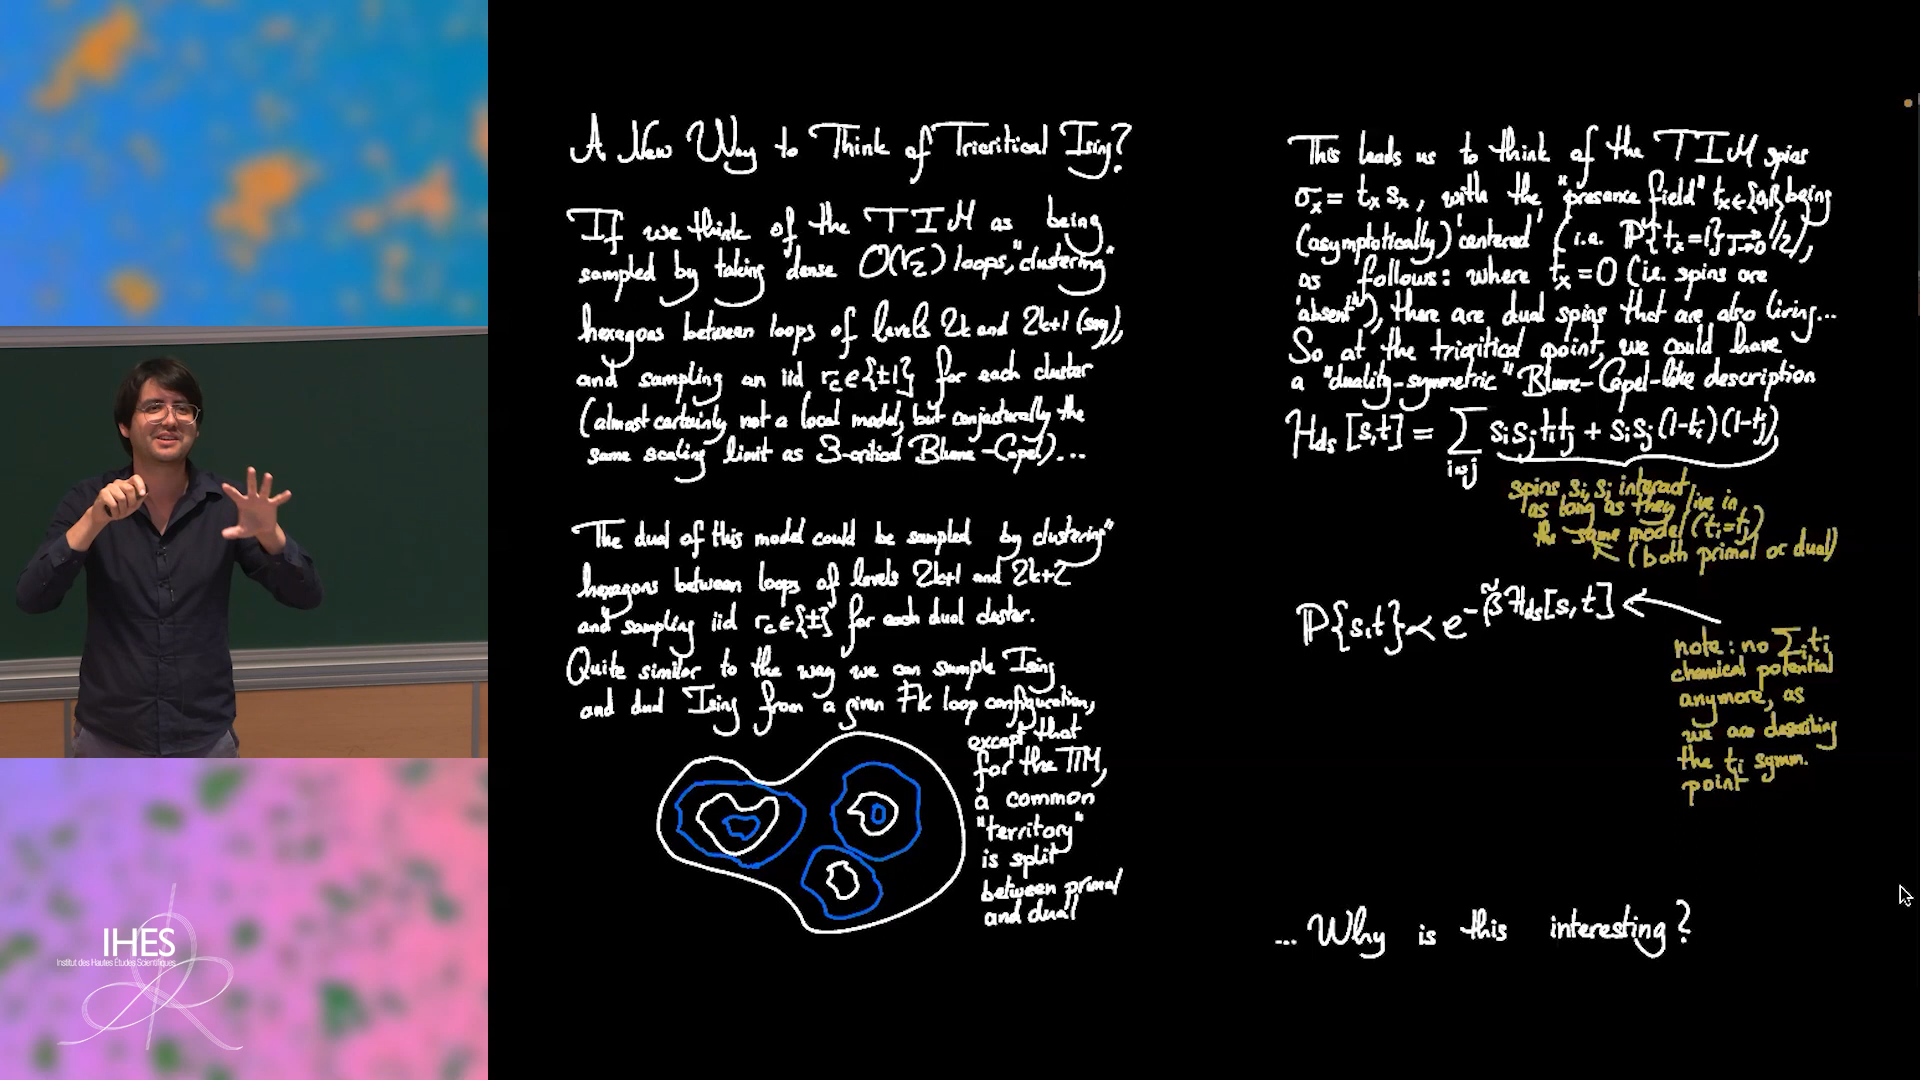 A New Way to Think of Tricritical Ising?
If we think of the TIM as being
sampled by taking dense O(√2) loops, "clustering"
hexagons between loops of levels 2k and 2k+1 (say),
and sampling an iid r_c∈{±1} for each cluster
(almost certainly not a local model, but conjecturally the
same scaling limit as 3-critical Blume-Capel)...
The dual of this model could be sampled by clustering"
hexagons between loops of levels 2k+1 and 2k+2
and sampling iid r_c∈{±} for each dual cluster.
Quite similar to the way we can sample Ising
and dual Ising from a given FK loop configuration,
except that
for the TIM,
a common
"territory"
is split
between primal
and dual
This leads us to think of the TIM spins
σ_x = t_x s_x, with the "presence field" t_x∈{0,1} being
(asymptotically) 'centered' (i.e. P{t_x=1}→1/2),
as follows: where t_x=0 (i.e. spins are
'absent'), there are dual spins that are also living...
So at the tricritical point, we could have
a "duality-symmetric" Blume-Capel-like description
H_ds [s,t] = Σ s_i s_j t_i t_j + s_i s_j (1-t_i)(1-t_j)
i~j
spins s_i, s_j interact
as long as they live in
the same model (t_i=t_j)
(both primal or dual)
P{s,t} ∝ e^{-β̃ H_ds[s,t]}
note: no Σ_i t_i
chemical potential
anymore, as
we are describing
the t_i symm.
point
... Why is this interesting?
IHES
Institut des Hautes Études Scientifiques